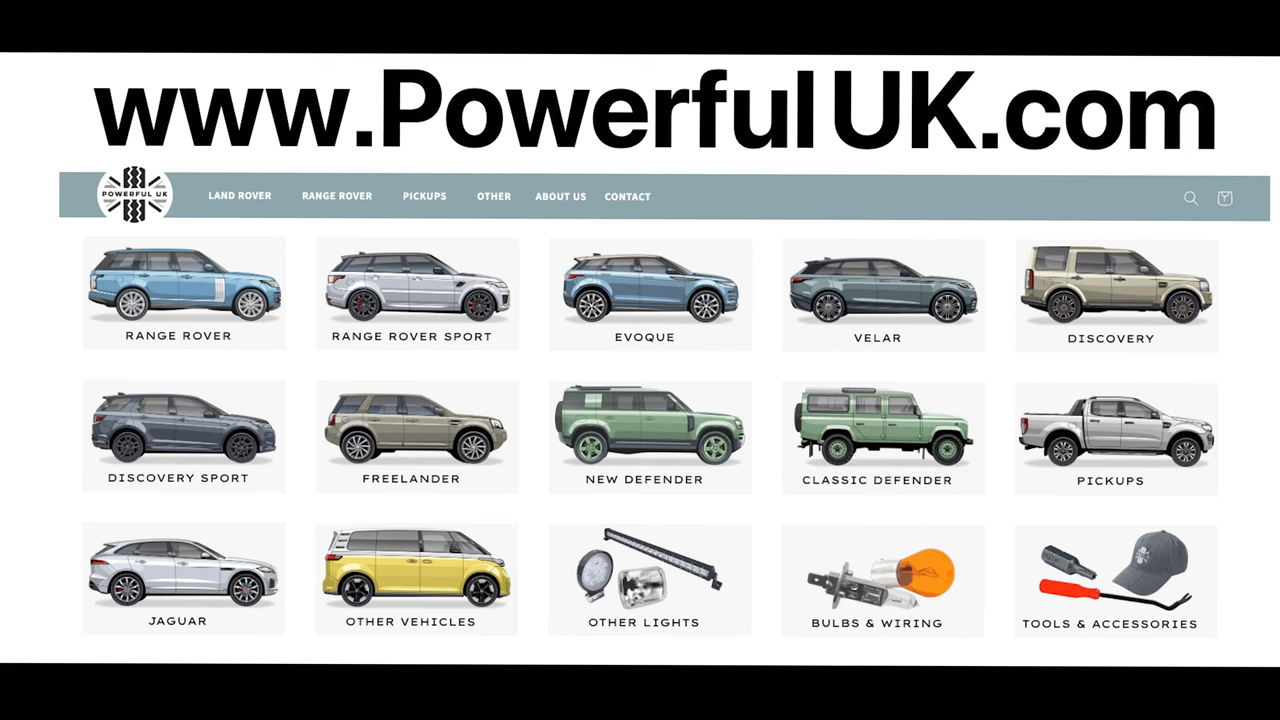 www.PowerfulUK.com
POWERFUL UK
LAND ROVER RANGE ROVER PICKUPS OTHER ABOUT US CONTACT
RANGE ROVER
RANGE ROVER SPORT
EVOQUE
VELAR
DISCOVERY
DISCOVERY SPORT
FREELANDER
NEW DEFENDER
CLASSIC DEFENDER
PICKUPS
JAGUAR
OTHER VEHICLES
OTHER LIGHTS
BULBS & WIRING
TOOLS & ACCESSORIES